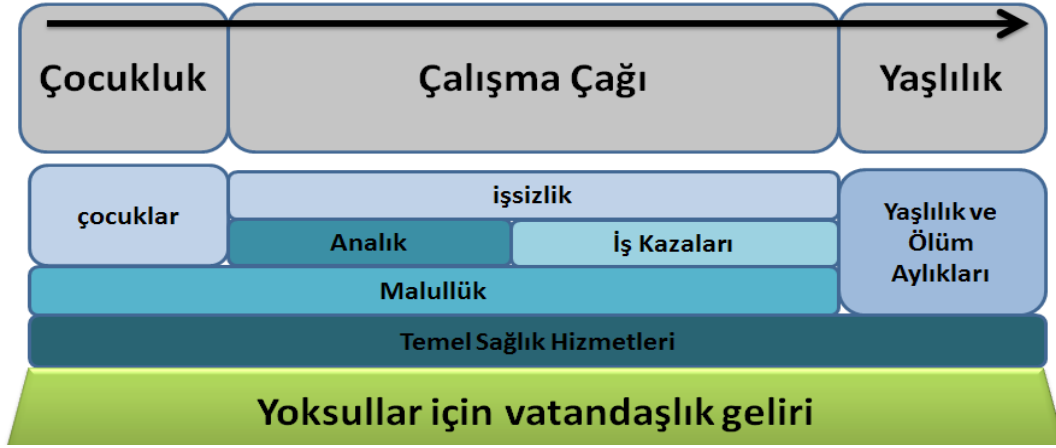 Çocukluk
Çalışma Çağı
Yaşlılık
çocuklar
işsizlik
Analık
İş Kazaları
Yaşlılık ve
Ölüm
Aylıkları
Malullük
Temel Sağlık Hizmetleri
Yoksullar için vatandaşlık geliri